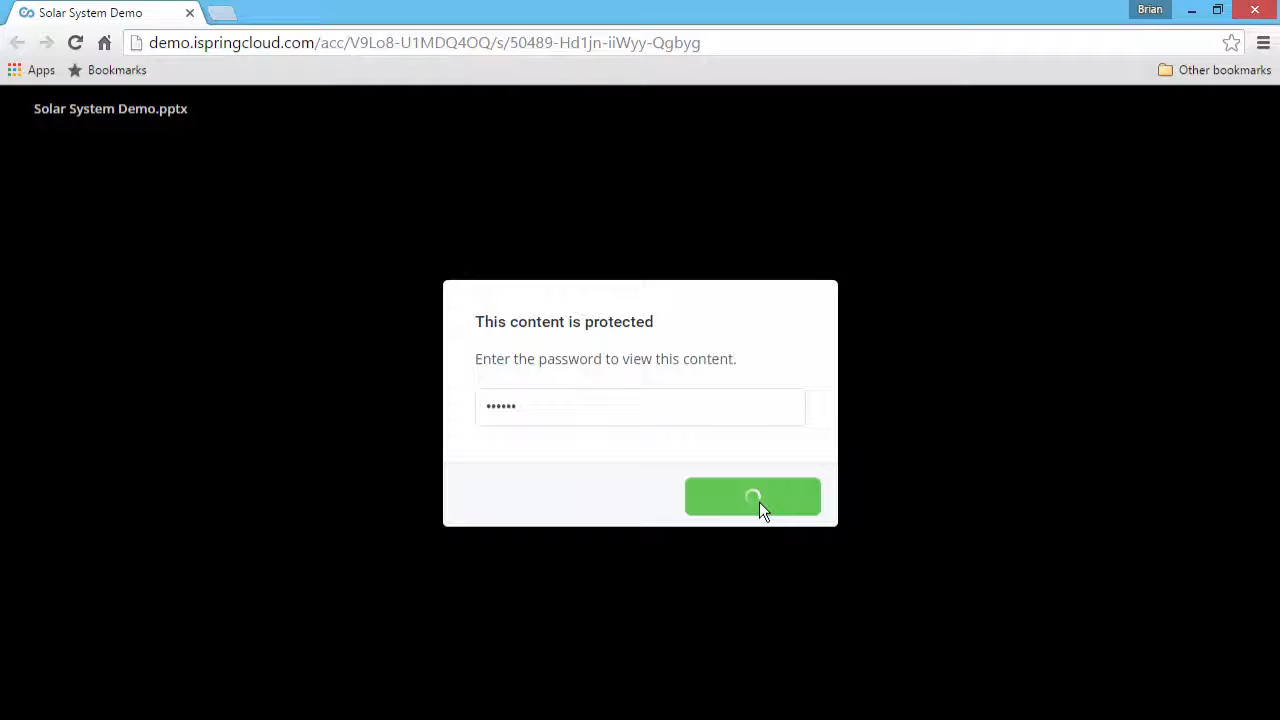 Solar System Demo
Brian
demo.ispringcloud.com/acc/V9Lo8-U1MDQ4OQ/s/50489-Hd1jn-iiWyy-Qgbyg
Apps Bookmarks Other bookmarks
Solar System Demo.pptx
This content is protected
Enter the password to view this content.
••••••